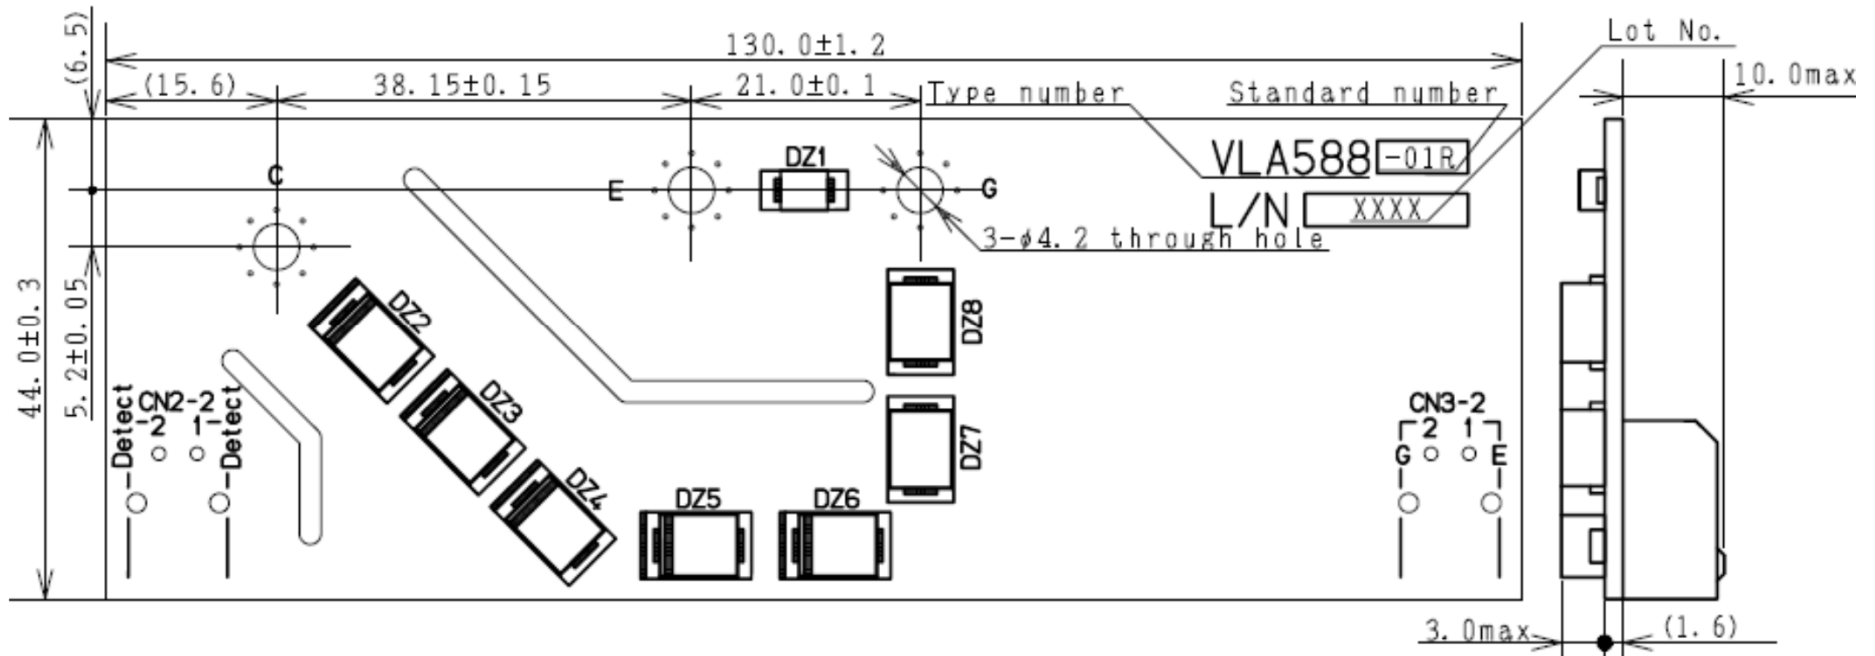 (6.5)
130.0±1.2
Lot No.
10.0max
(15.6)
38.15±0.15
21.0±0.1
Type number
Standard number
VLA588 -01R
L/N XXXX
DZ1
C
E
G
3-ø4.2 through hole
44.0±0.3
5.2±0.05
DZ2
DZ3
DZ4
DZ5
DZ6
DZ7
DZ8
CN2-2
-2 1-
Detect
Detect
CN3-2
2 1
G E
3.0max
(1.6)